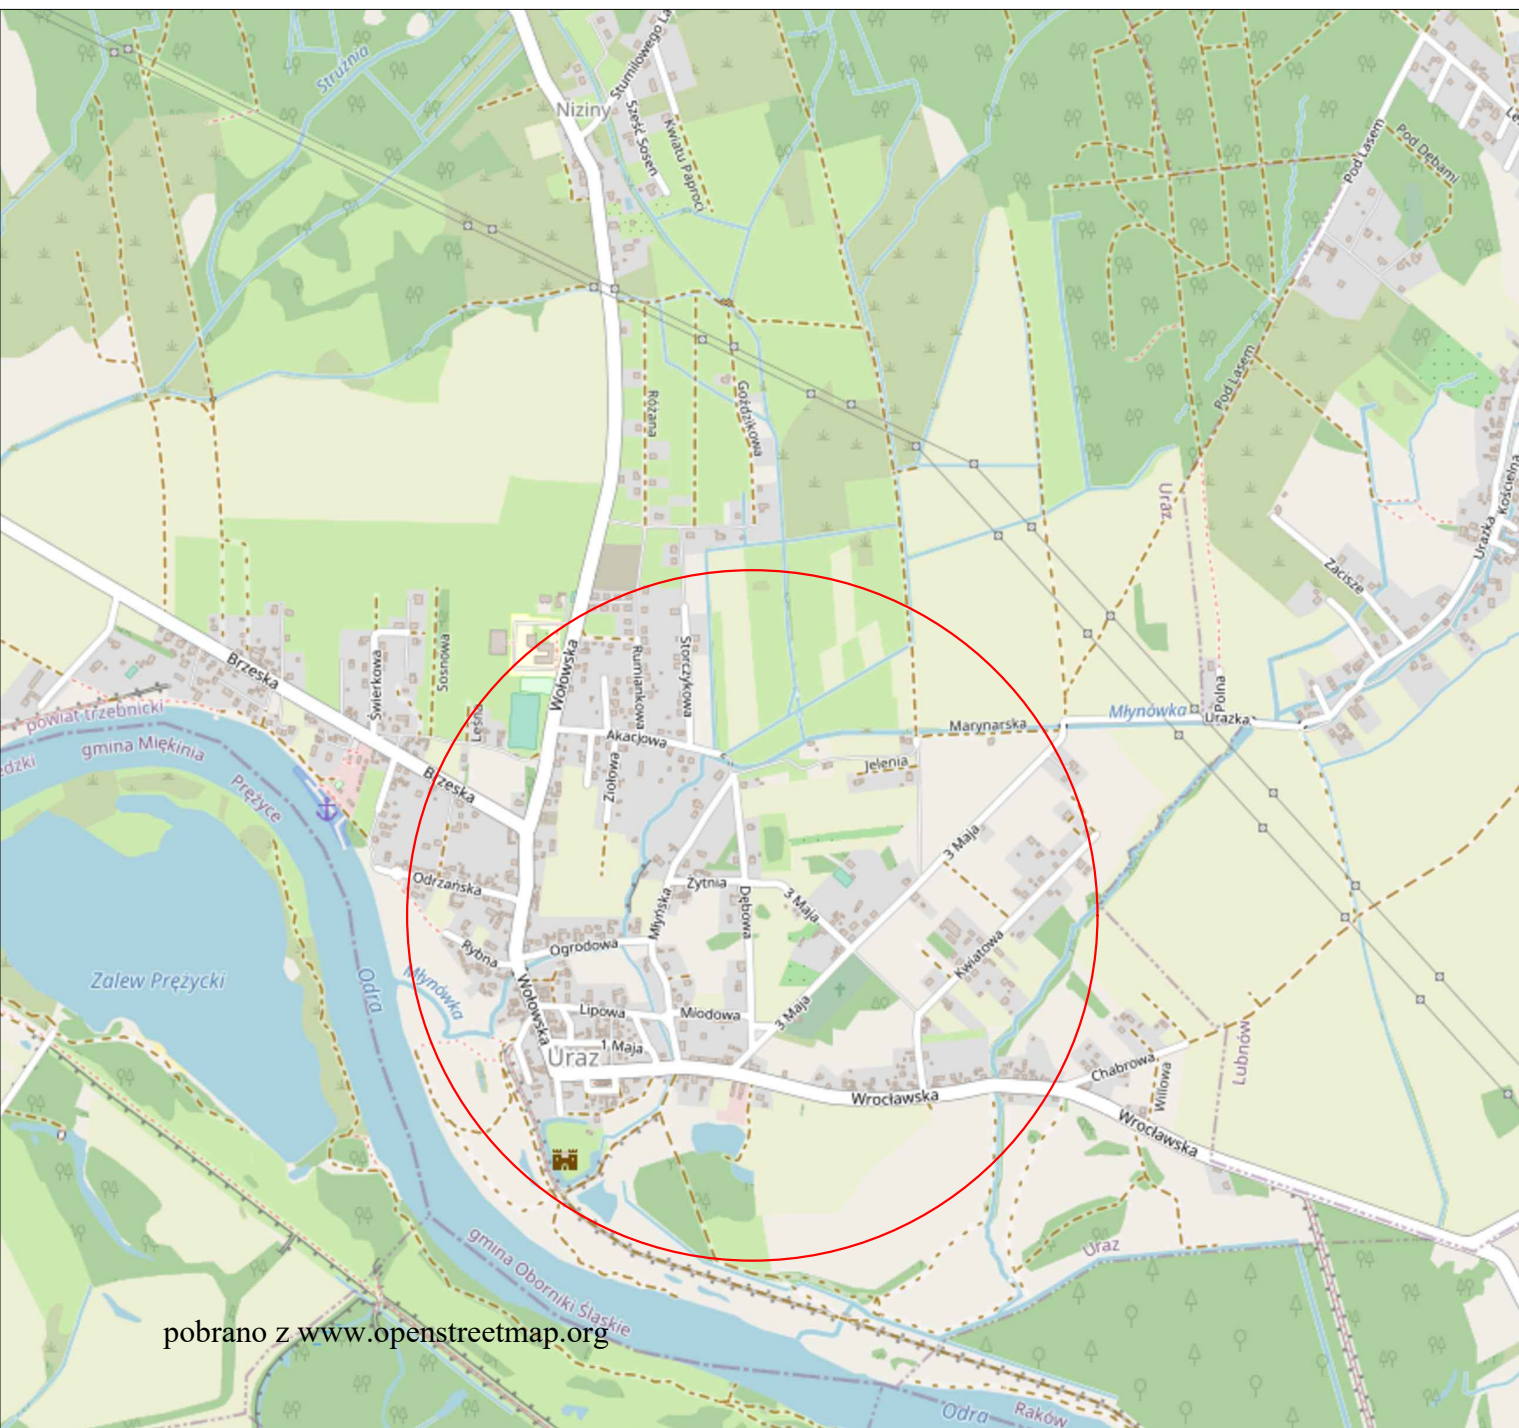 Strużnia
Niziny
Sześć Sosen
Kwiatu Paproci
Pod Lasem
Pod Dębami
Różana
Goździkowa
Pod Lasem
Uraz
Kościelna
Urazka
Zacisze
Brzeska
Świerkowa
Sosnowa
Leśna
Wołowska
Rumiankowa
Storczykowa
Polna
powiat trzebnicki
gmina Miękinia
Prężyce
Akacjowa
Ziołowa
Marynarska
Młynówka
Urazka
Jelenia
Brzeska
3 Maja
Odrzańska
Żytnia
3 Maja
Młyńska
Dębowa
Rybna
Ogrodowa
Kwiatowa
Zalew Prężycki
Odra
Młynówka
Wołowska
Lipowa
Miodowa
3 Maja
1 Maja
Uraz
Lubnów
Chabrowa
Willowa
Wrocławska
Wrocławska
Uraz
gmina Oborniki Śląskie
pobrano z www.openstreetmap.org
Odra
Raków